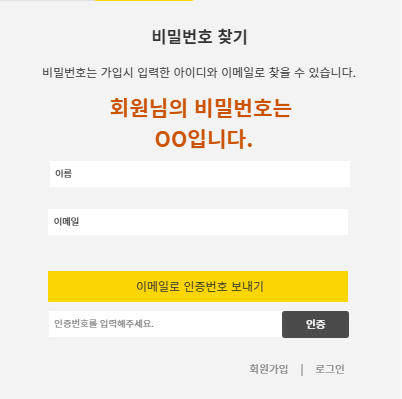 비밀번호 찾기
비밀번호는 가입시 입력한 아이디와 이메일로 찾을 수 있습니다.
회원님의 비밀번호는
OO입니다.
이름
이메일
이메일로 인증번호 보내기
인증번호를 입력해주세요. 인증
회원가입 | 로그인